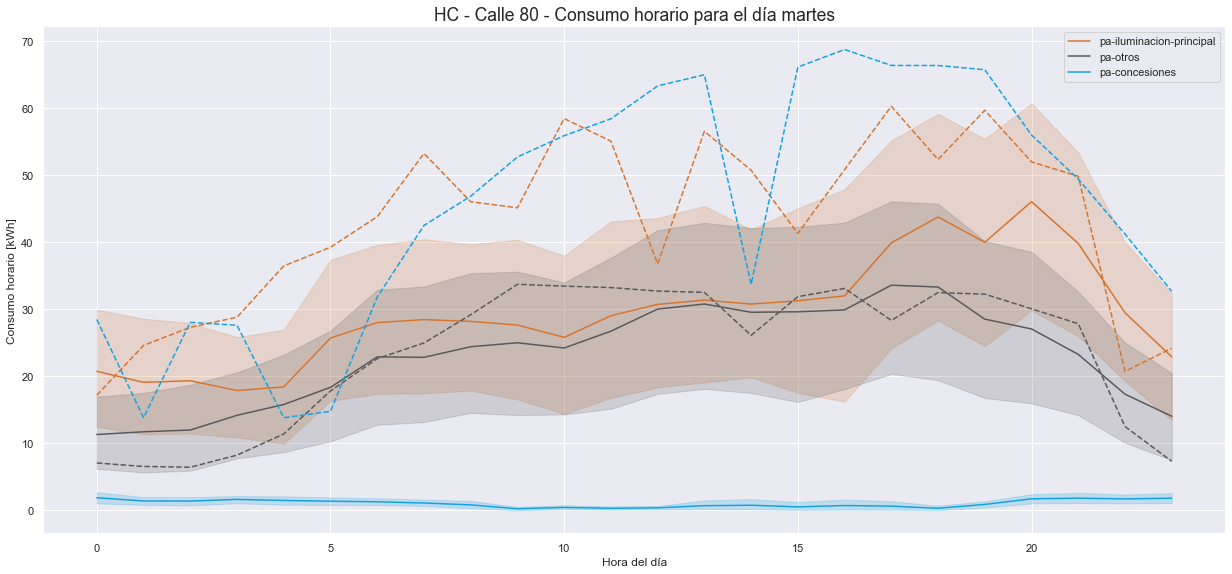 HC - Calle 80 - Consumo horario para el día martes
pa-iluminacion-principal
pa-otros
pa-concesiones
Consumo horario [kWh]
70
60
50
40
30
20
10
0
0
5
10
15
20
Hora del día